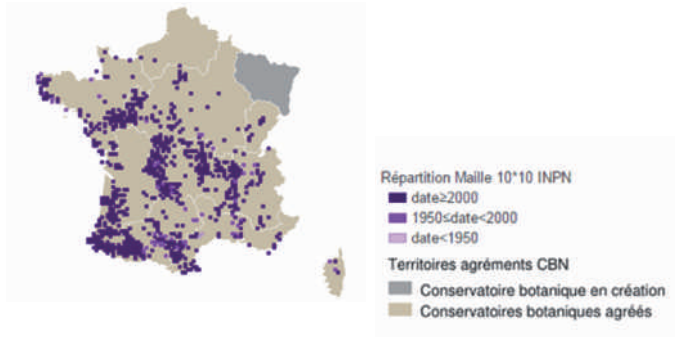 Répartition Maille 10*10 INPN
date≥2000
1950≤date<2000
date<1950
Territoires agréments CBN
Conservatoire botanique en création
Conservatoires botaniques agréés